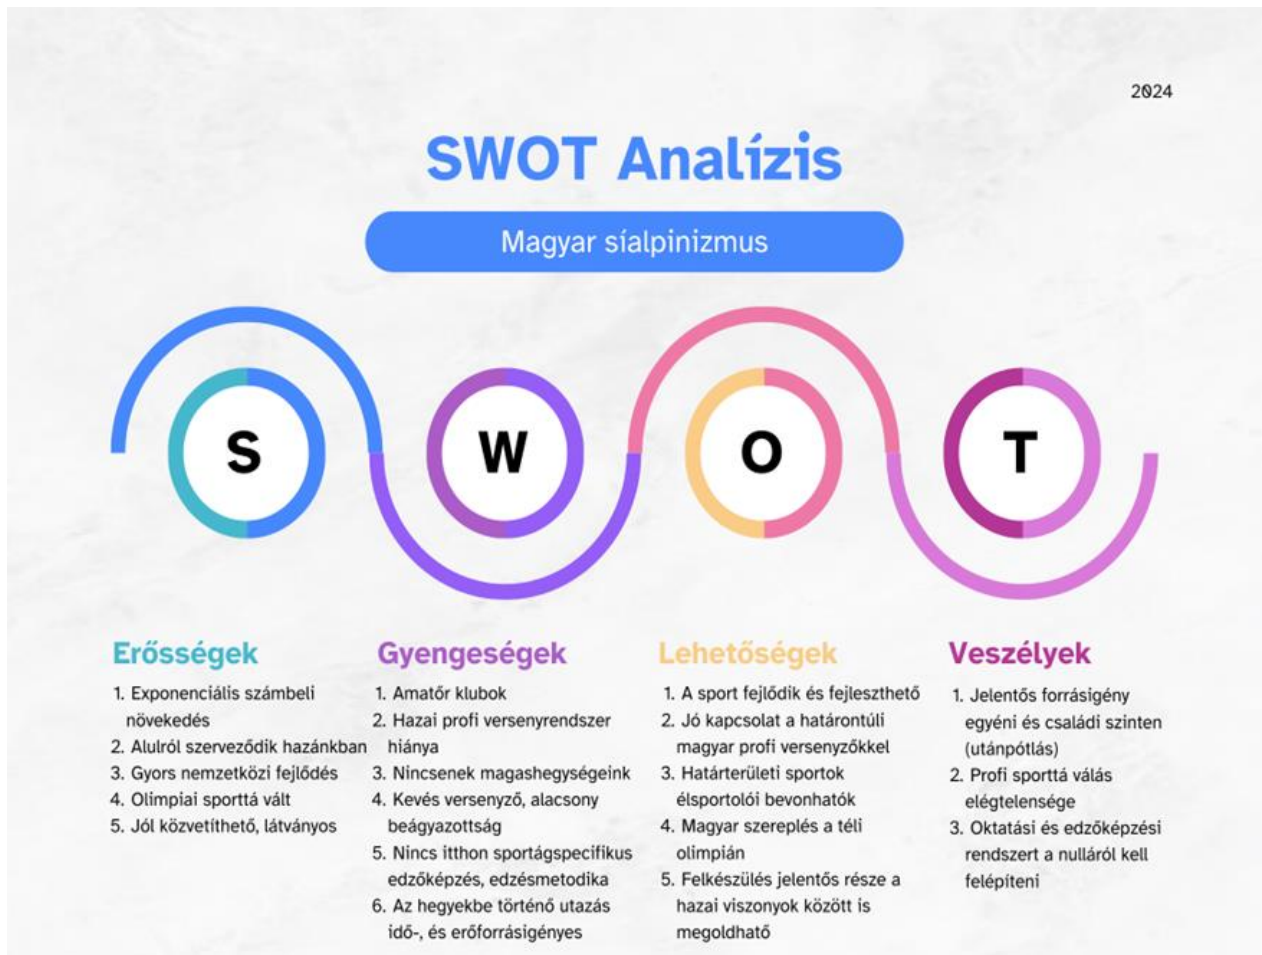 2024
SWOT Analízis
Magyar síalpinizmus
S
W
O
T
Erősségek
1. Exponenciális számbeli
növekedés
2. Alulról szerveződik hazánkban
3. Gyors nemzetközi fejlődés
4. Olimpiai sporttá vált
5. Jól közvetíthető, látványos
Gyengeségek
1. Amatőr klubok
2. Hazai profi versenyrendszer
hiánya
3. Nincsenek magashegységeink
4. Kevés versenyző, alacsony
beágyazottság
5. Nincs itthon sportágspecifikus
edzőképzés, edzésmetodika
6. Az hegyekbe történő utazás
idő-, és erőforrásigényes
Lehetőségek
1. A sport fejlődik és fejleszthető
2. Jó kapcsolat a határontúli
magyar profi versenyzőkkel
3. Határterületi sportok
élsportolói bevonhatók
4. Magyar szereplés a téli
olimpián
5. Felkészülés jelentős része a
hazai viszonyok között is
megoldható
Veszélyek
1. Jelentős forrásigény
egyéni és családi szinten
(utánpótlás)
2. Profi sporttá válás
elégtelensége
3. Oktatási és edzőképzési
rendszert a nulláról kell
felépíteni